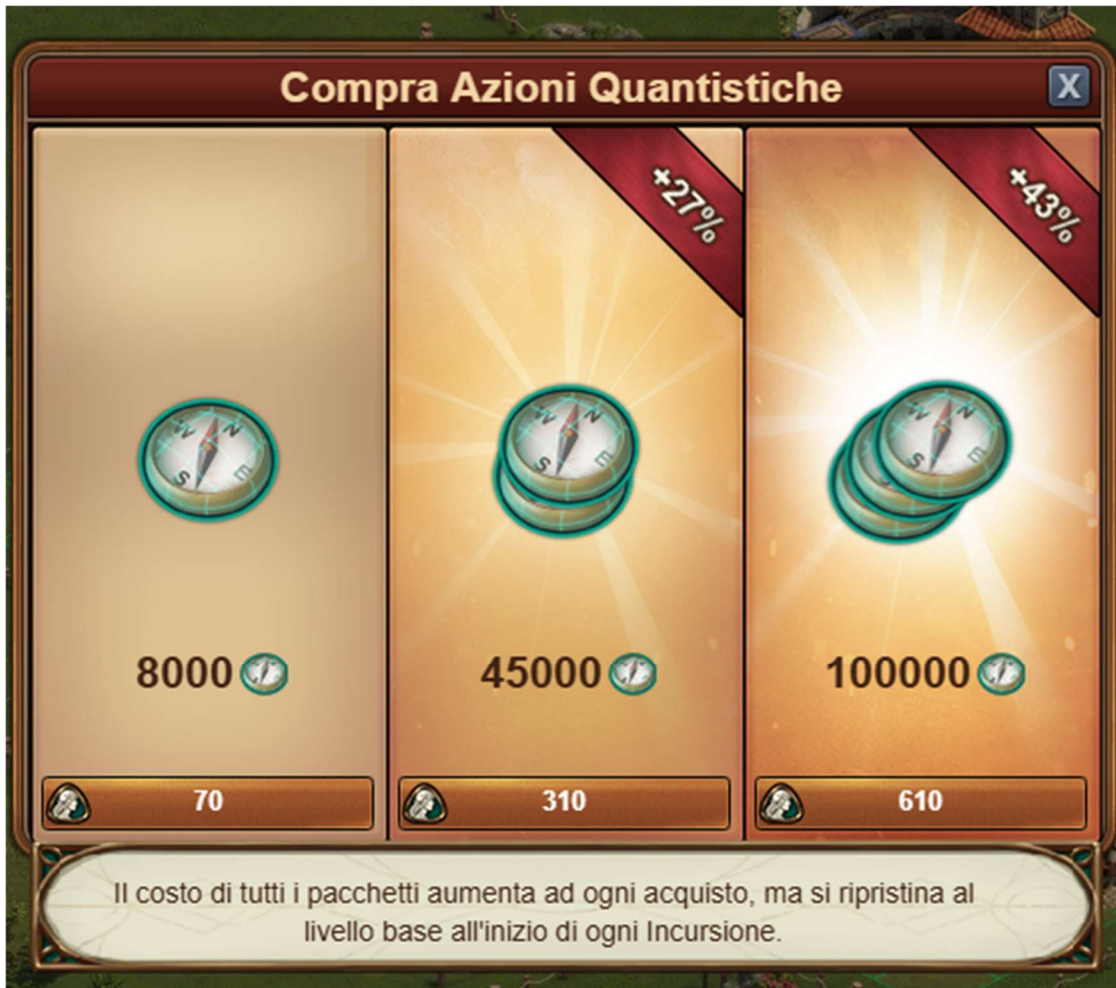 Compra Azioni Quantistiche
X
+27%
+43%
8000
45000
100000
70
310
610
Il costo di tutti i pacchetti aumenta ad ogni acquisto, ma si ripristina al
livello base all'inizio di ogni Incursione.